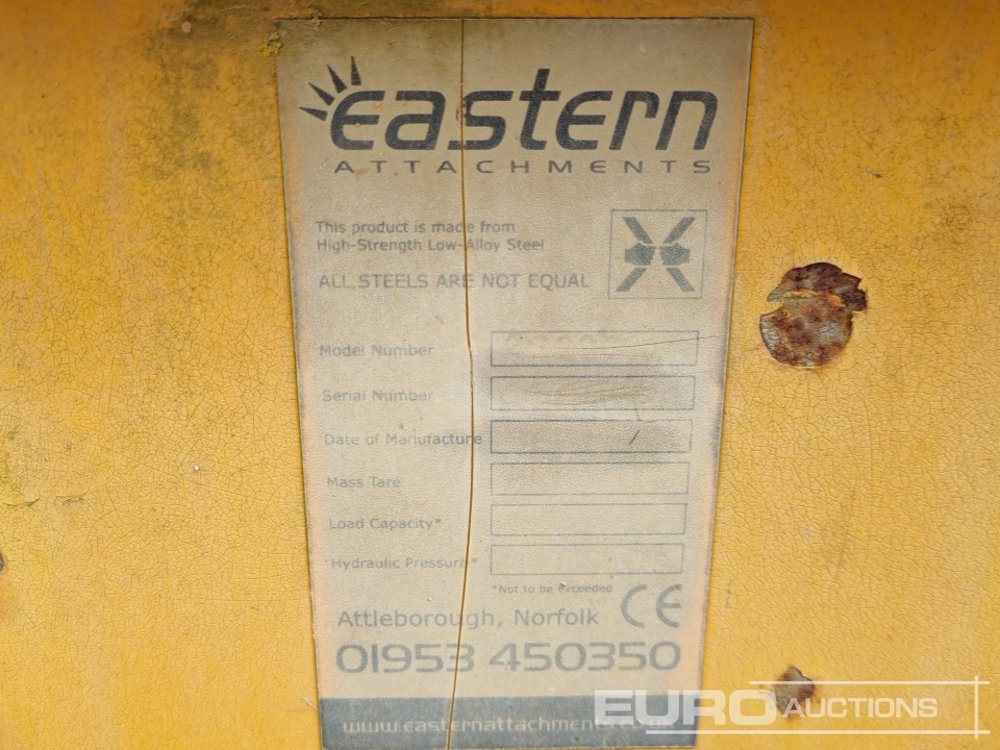 eastern
ATTACHMENTS
This product is made from
High-Strength Low-Alloy Steel
ALL STEELS ARE NOT EQUAL
Model Number
Serial Number
Date of Manufacture
Mass Tare
Load Capacity*
Hydraulic Pressure*
*Not to be exceeded
CE
Attleborough, Norfolk
01953 450350
www.easternattachments.co.uk
EURO AUCTIONS